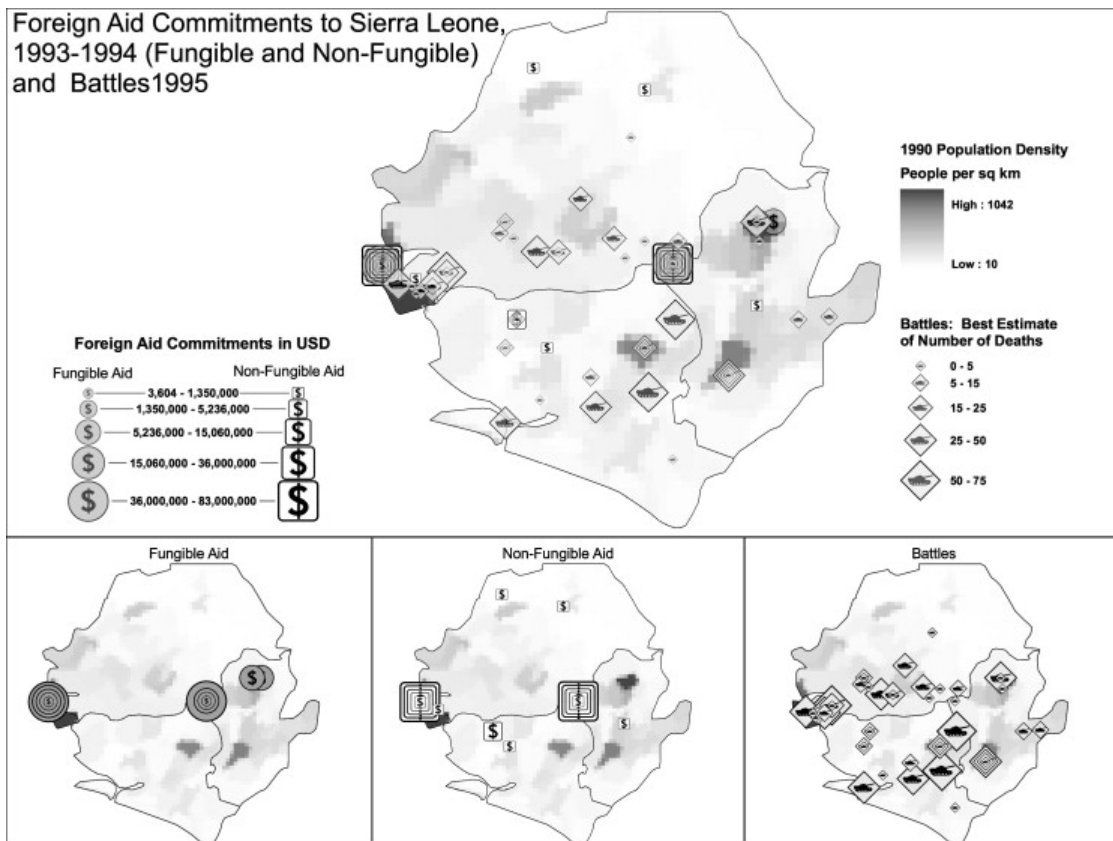 Foreign Aid Commitments to Sierra Leone,
1993-1994 (Fungible and Non-Fungible)
and Battles1995
1990 Population Density
People per sq km
High : 1042
Low : 10
Foreign Aid Commitments in USD
Fungible Aid
Non-Fungible Aid
$ 3,604 - 1,350,000 $
$ 1,350,000 - 5,236,000 $
$ 5,236,000 - 15,060,000 $
$ 15,060,000 - 36,000,000 $
$ 36,000,000 - 83,000,000 $
Battles: Best Estimate
of Number of Deaths
0 - 5
5 - 15
15 - 25
25 - 50
50 - 75
Fungible Aid
Non-Fungible Aid
Battles